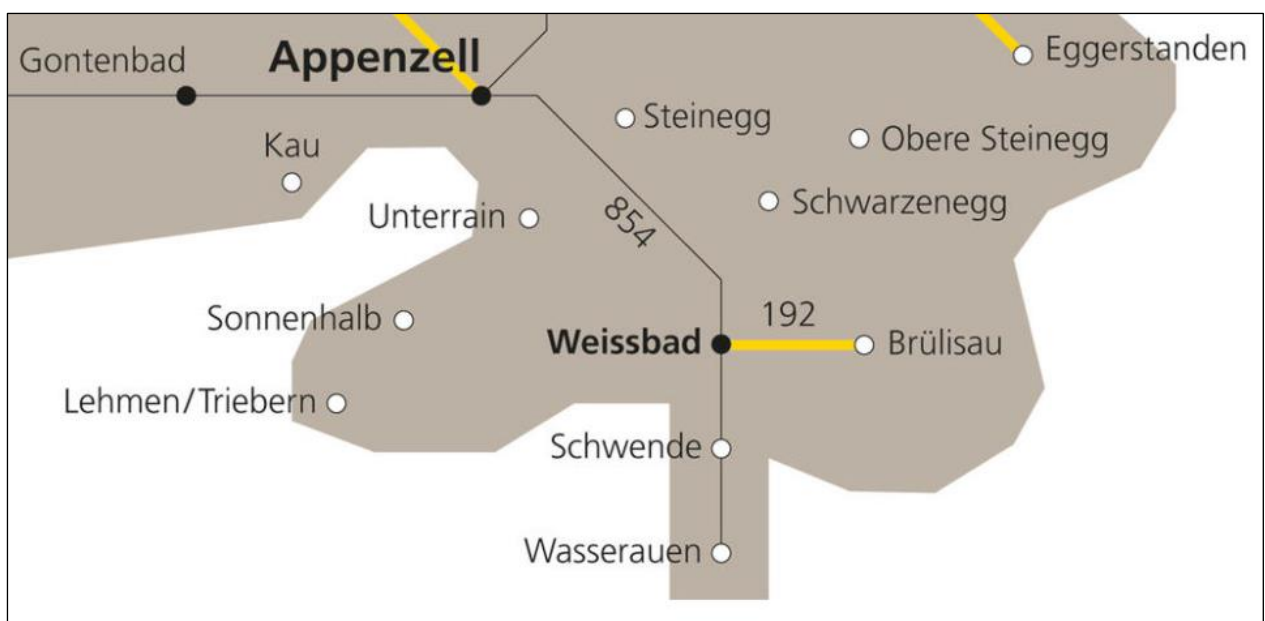 Eggerstanden
Gontenbad
Appenzell
Steinegg
Obere Steinegg
Kau
Schwarzenegg
Unterrain
854
Sonnenhalb
192
Weissbad
Brülisau
Lehmen/Triebern
Schwende
Wasserauen